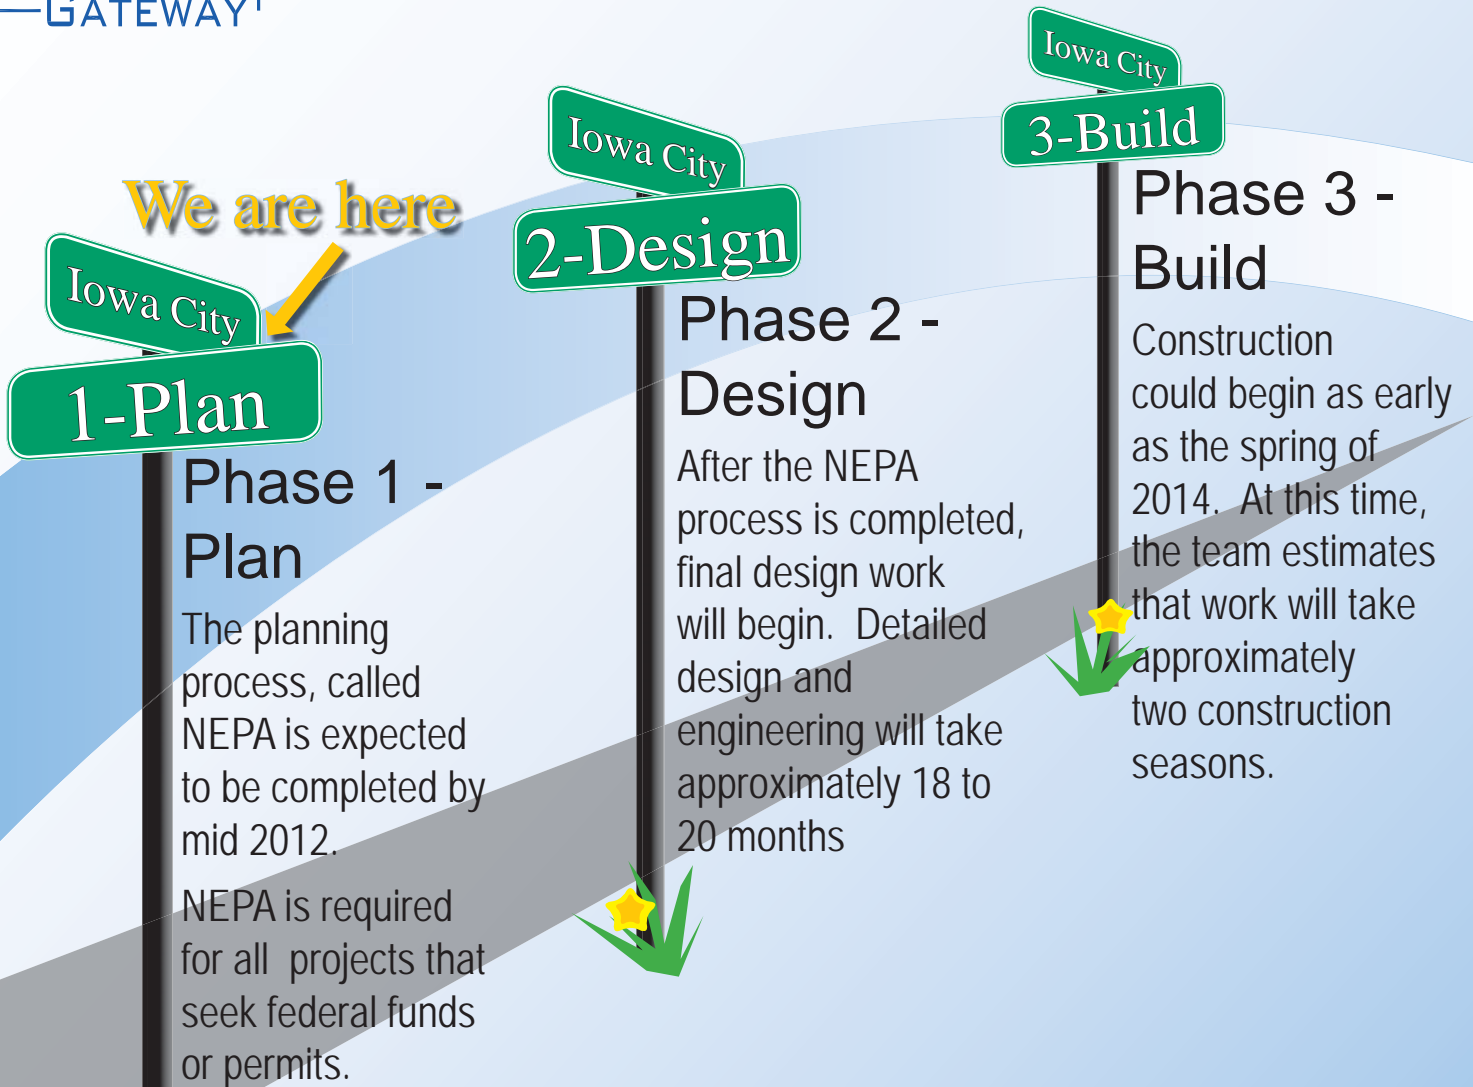 GATEWAY
We are here
Iowa City
1-Plan
Phase 1 -
Plan
The planning
process, called
NEPA is expected
to be completed by
mid 2012.
NEPA is required
for all  projects that
seek federal funds
or permits.
Iowa City
2-Design
Phase 2 -
Design
After the NEPA
process is completed,
final design work
will begin.  Detailed
design and
engineering will take
approximately 18 to
20 months
Iowa City
3-Build
Phase 3 -
Build
Construction
could begin as early
as the spring of
2014.  At this time,
the team estimates
that work will take
approximately
two construction
seasons.